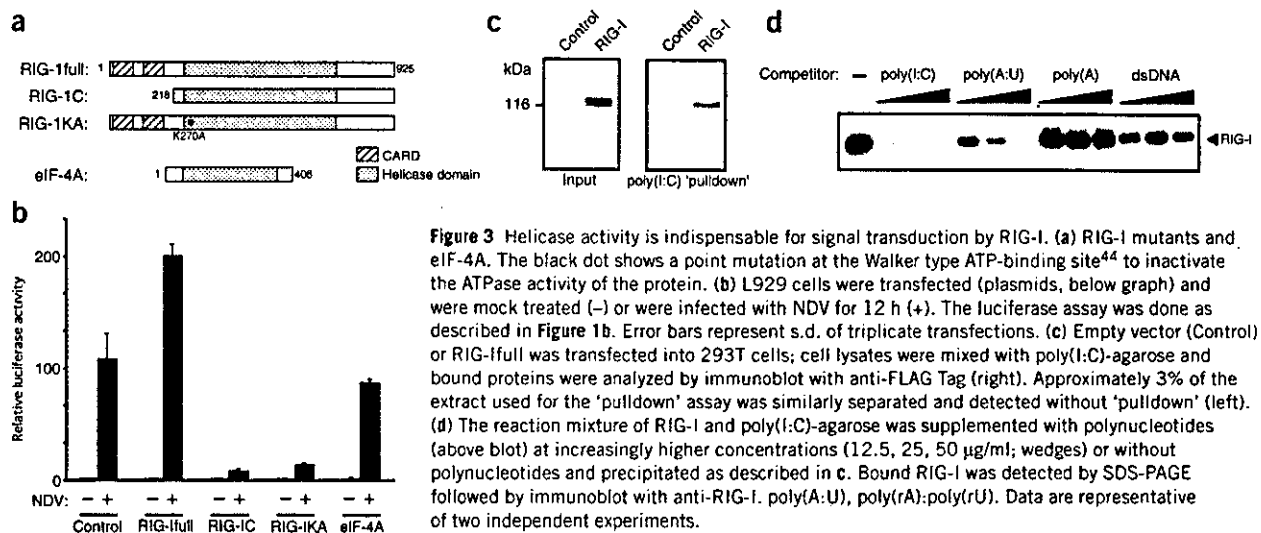 a
RIG-1full: 1 925
RIG-1C: 218
RIG-1KA:
K270A
eIF-4A: 1 406
CARD
Helicase domain
b
Relative luciferase activity
200
100
0
NDV: – + – + – + – + – +
Control RIG-Ifull RIG-IC RIG-IKA eIF-4A
c
Control RIG-I Control RIG-I
kDa
116
Input poly(I:C) 'pulldown'
d
Competitor: – poly(I:C) poly(A:U) poly(A) dsDNA
RIG-I
Figure 3 Helicase activity is indispensable for signal transduction by RIG-I. (a) RIG-I mutants and
eIF-4A. The black dot shows a point mutation at the Walker type ATP-binding site44 to inactivate
the ATPase activity of the protein. (b) L929 cells were transfected (plasmids, below graph) and
were mock treated (–) or were infected with NDV for 12 h (+). The luciferase assay was done as
described in Figure 1b. Error bars represent s.d. of triplicate transfections. (c) Empty vector (Control)
or RIG-Ifull was transfected into 293T cells; cell lysates were mixed with poly(I:C)-agarose and
bound proteins were analyzed by immunoblot with anti-FLAG Tag (right). Approximately 3% of the
extract used for the 'pulldown' assay was similarly separated and detected without 'pulldown' (left).
(d) The reaction mixture of RIG-I and poly(I:C)-agarose was supplemented with polynucleotides
(above blot) at increasingly higher concentrations (12.5, 25, 50 µg/ml; wedges) or without
polynucleotides and precipitated as described in c. Bound RIG-I was detected by SDS-PAGE
followed by immunoblot with anti-RIG-I. poly(A:U), poly(rA):poly(rU). Data are representative
of two independent experiments.